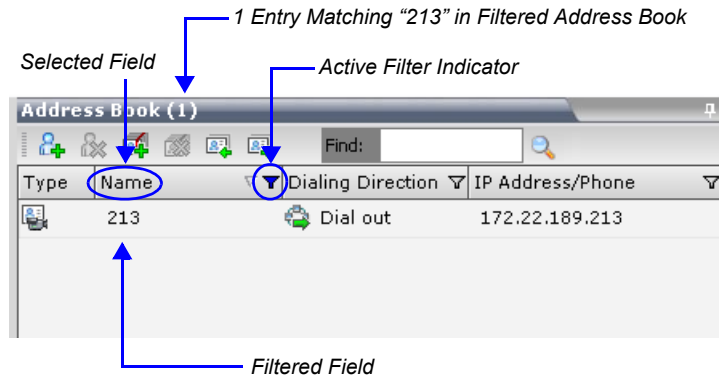 1 Entry Matching “213” in Filtered Address Book
Selected Field
Active Filter Indicator
Address Book (1)
Find:
Type Name Dialing Direction IP Address/Phone
213 Dial out 172.22.189.213
Filtered Field